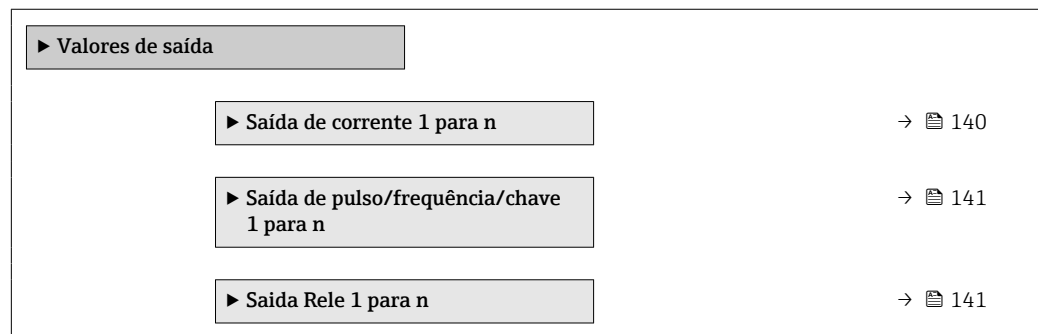 ▶ Valores de saída
▶ Saída de corrente 1 para n → 140
▶ Saída de pulso/frequência/chave
1 para n → 141
▶ Saida Rele 1 para n → 141